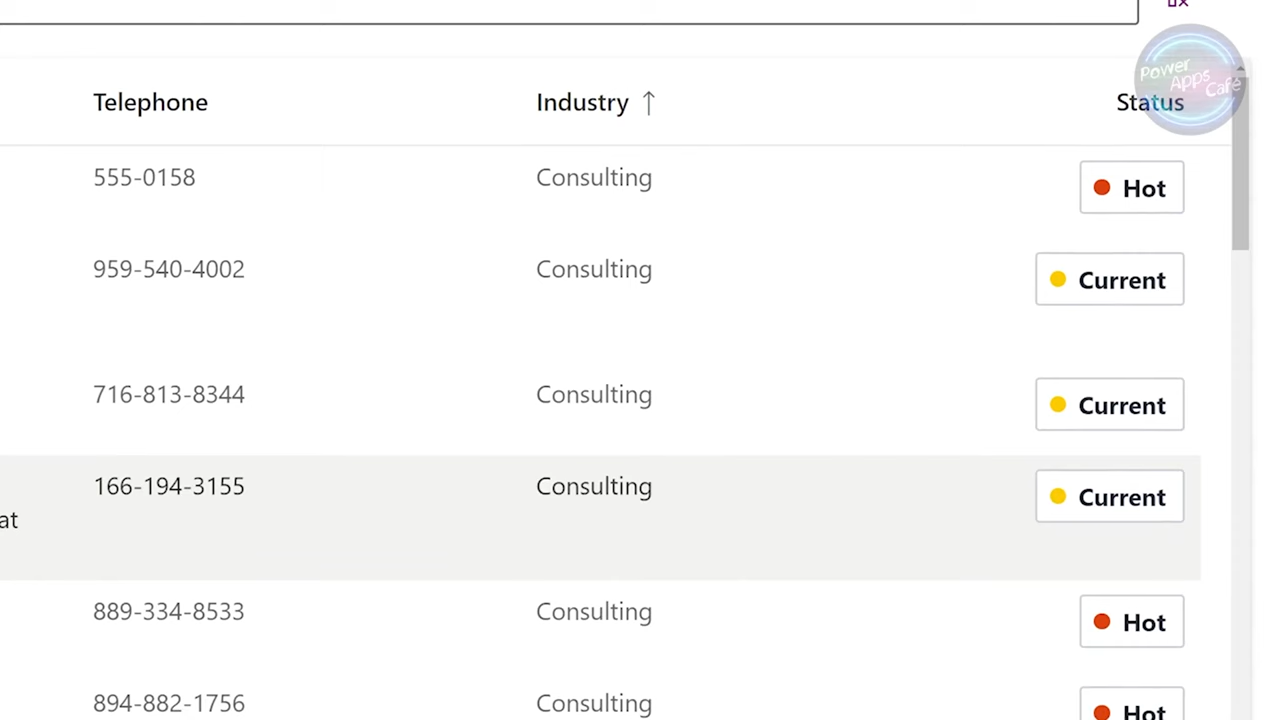 Power
Apps
Café
Telephone Industry ↑ Status
555-0158 Consulting Hot
959-540-4002 Consulting Current
716-813-8344 Consulting Current
166-194-3155 Consulting Current
at
889-334-8533 Consulting Hot
894-882-1756 Consulting Hot